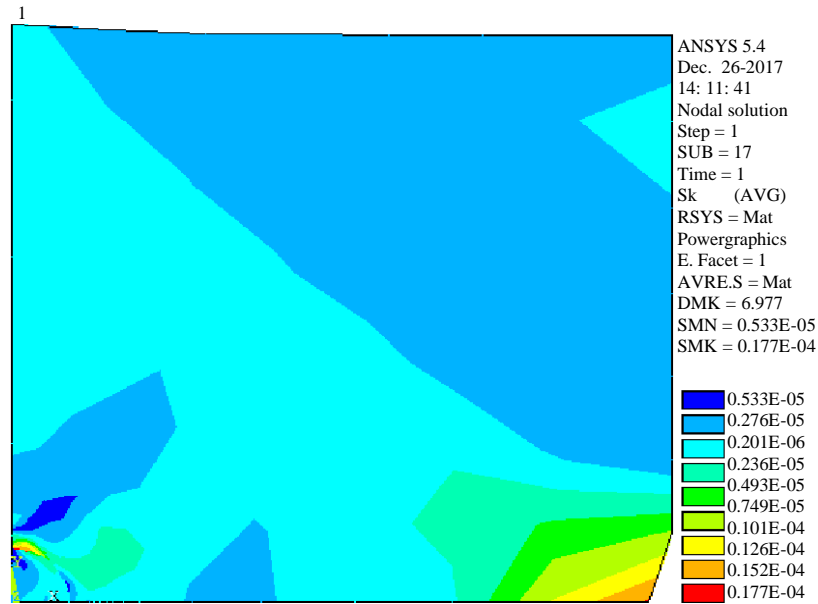 1
ANSYS 5.4
Dec. 26-2017
14: 11: 41
Nodal solution
Step = 1
SUB = 17
Time = 1
Sk (AVG)
RSYS = Mat
Powergraphics
E. Facet = 1
AVRE.S = Mat
DMK = 6.977
SMN = 0.533E-05
SMK = 0.177E-04
0.533E-05
0.276E-05
0.201E-06
0.236E-05
0.493E-05
0.749E-05
0.101E-04
0.126E-04
0.152E-04
0.177E-04